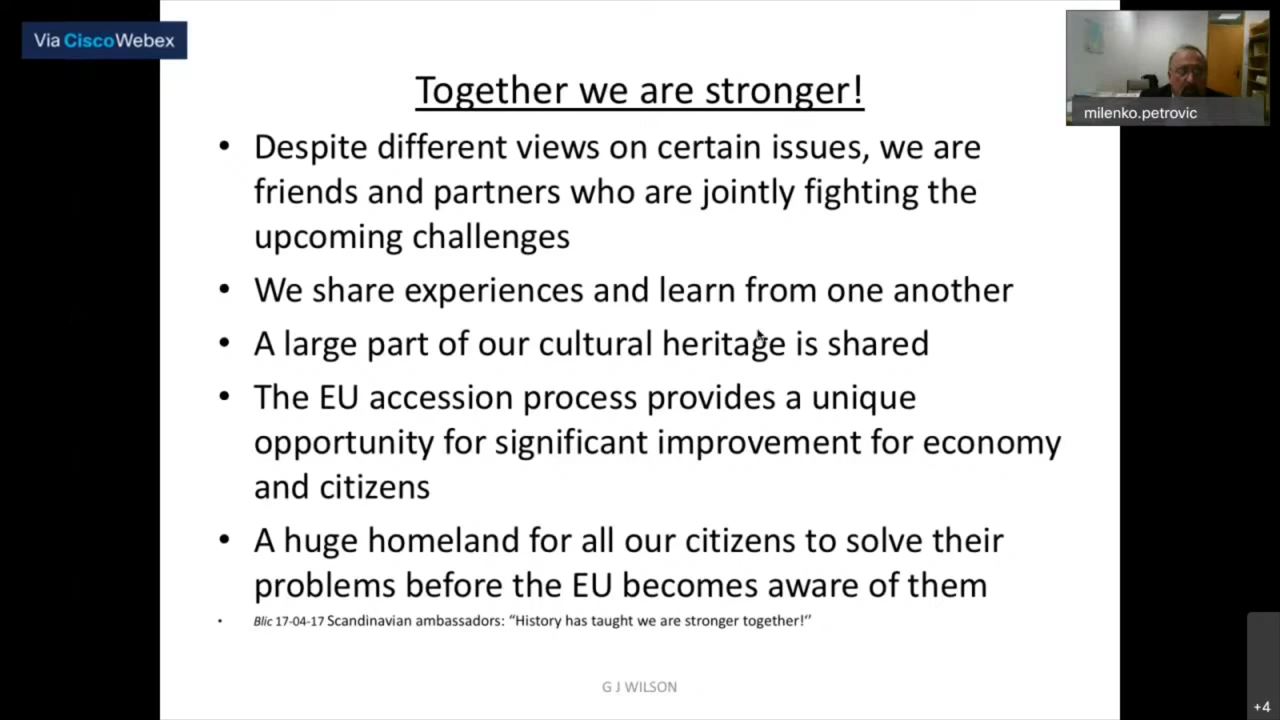 Via CiscoWebex
milenko.petrovic
Together we are stronger!
• Despite different views on certain issues, we are
friends and partners who are jointly fighting the
upcoming challenges
• We share experiences and learn from one another
• A large part of our cultural heritage is shared
• The EU accession process provides a unique
opportunity for significant improvement for economy
and citizens
• A huge homeland for all our citizens to solve their
problems before the EU becomes aware of them
• Blic 17-04-17 Scandinavian ambassadors: “History has taught we are stronger together!’’
G J WILSON
+4